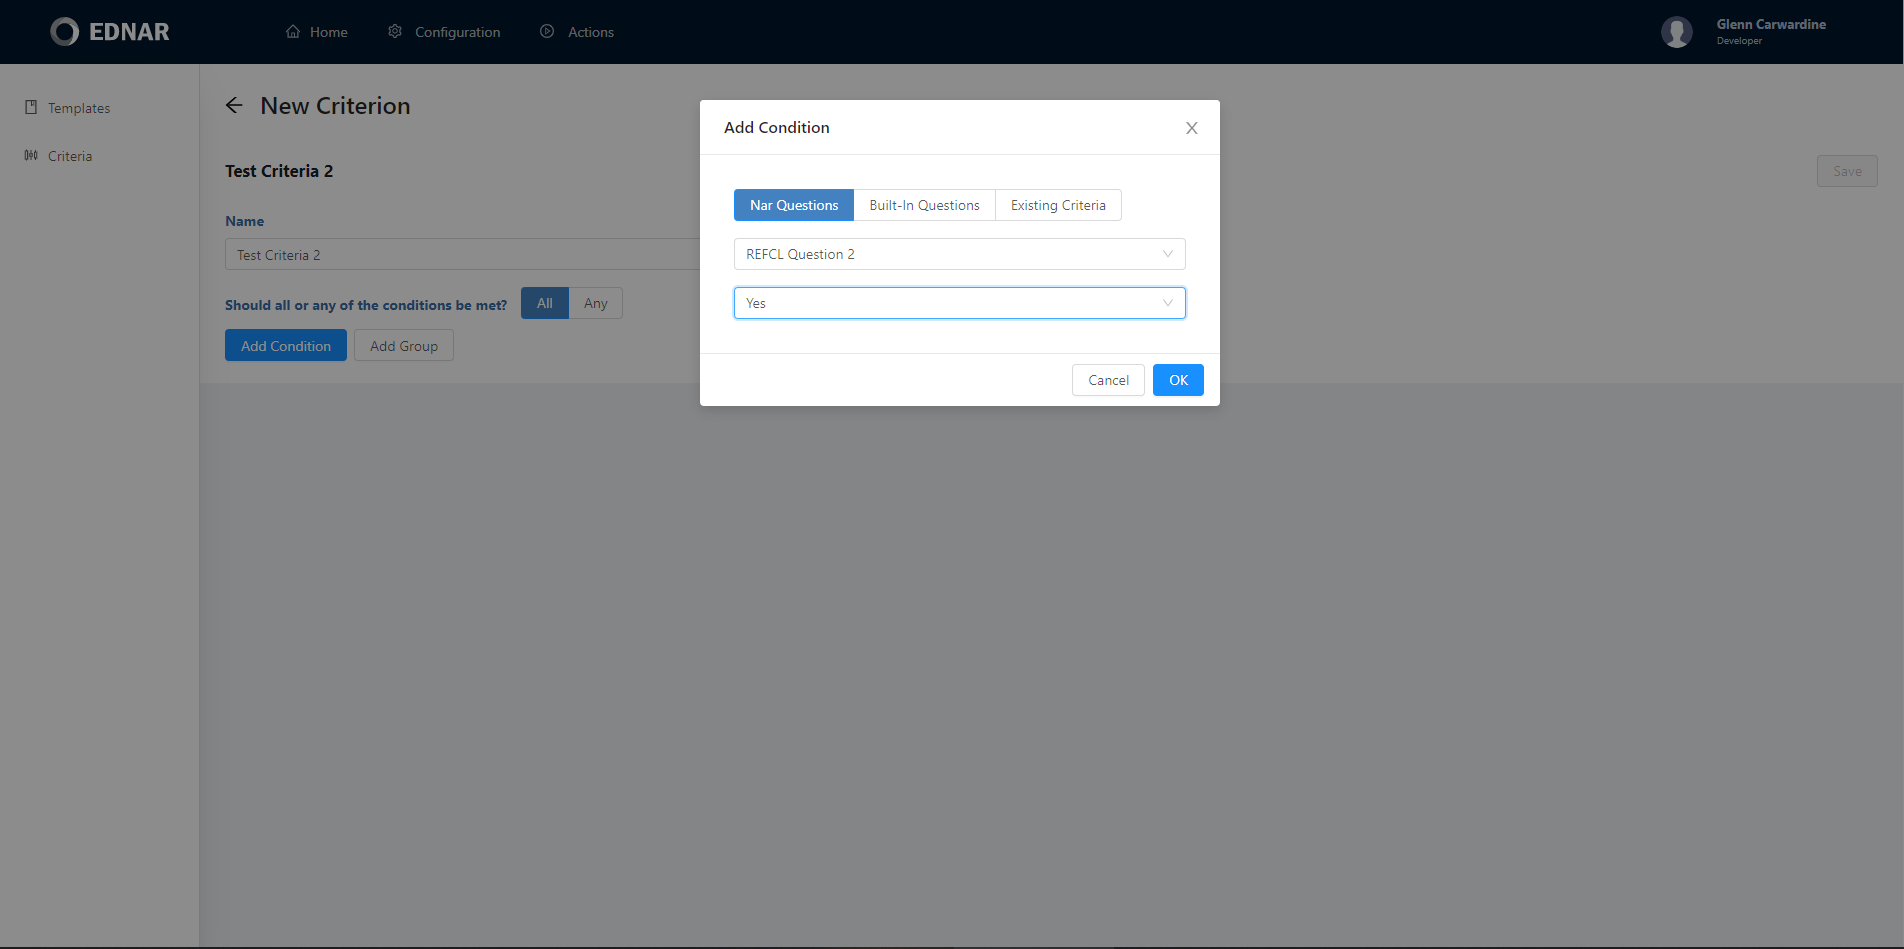 EDNAR
Home
Configuration
Actions
Glenn Carwardine
Developer
Templates
Criteria
New Criterion
Test Criteria 2
Save
Name
Test Criteria 2
Should all or any of the conditions be met?
All
Any
Add Condition
Add Group
Add Condition
Nar Questions
Built-In Questions
Existing Criteria
REFCL Question 2
Yes
Cancel
OK